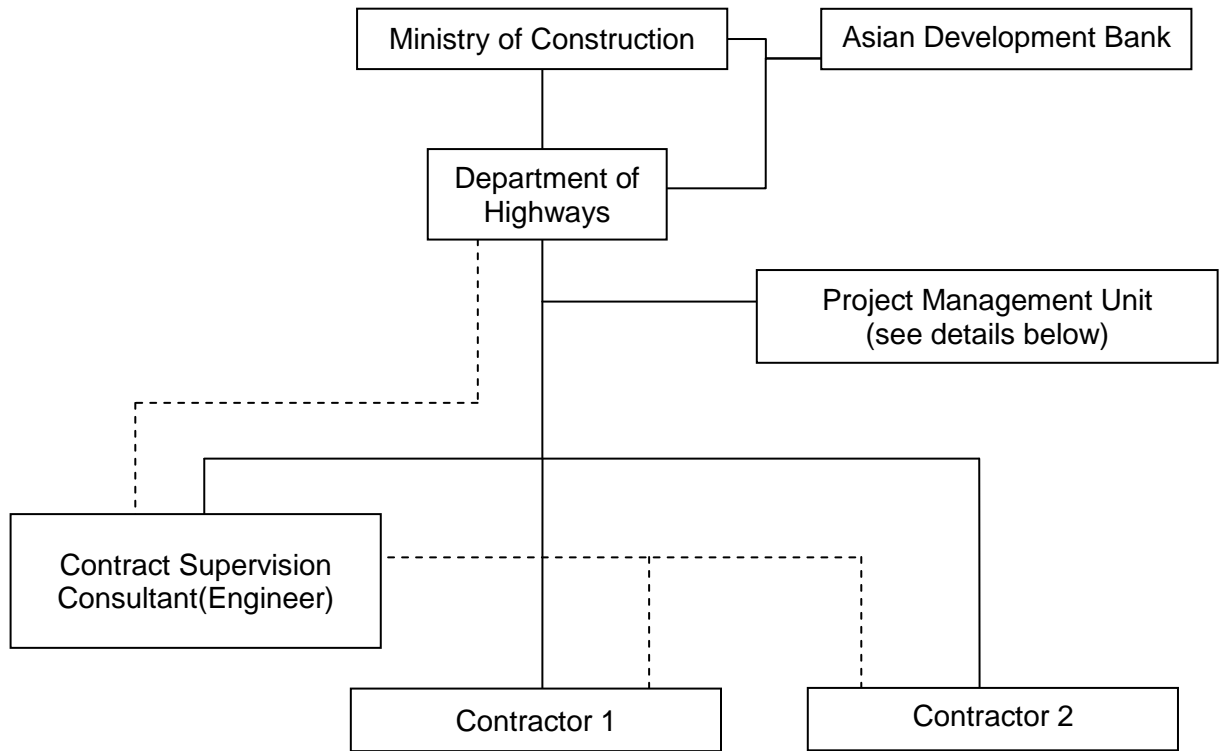 Ministry of Construction
Asian Development Bank
Department of
Highways
Project Management Unit
(see details below)
Contract Supervision
Consultant(Engineer)
Contractor 1
Contractor 2